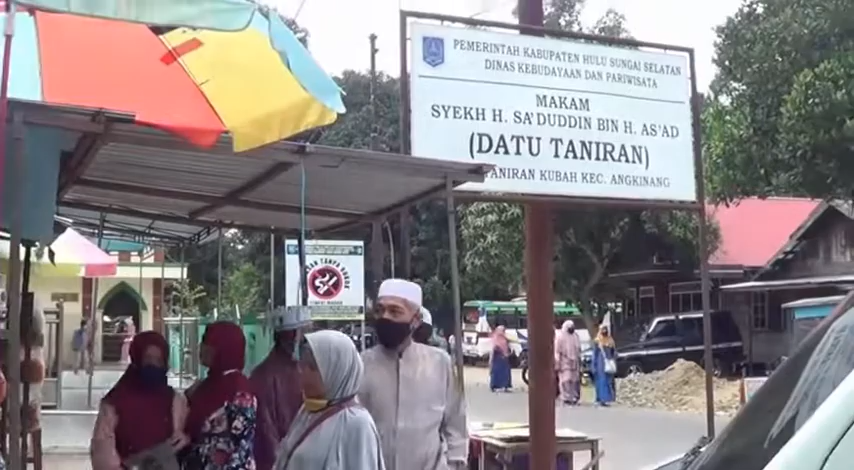 PEMERINTAH KABUPATEN HULU SUNGAI SELATAN
DINAS KEBUDAYAAN DAN PARIWISATA
MAKAM
SYEKH H. SA'DUDDIN BIN H. AS'AD
(DATU TANIRAN)
TANIRAN KUBAH KEC. ANGKINANG
TANPA